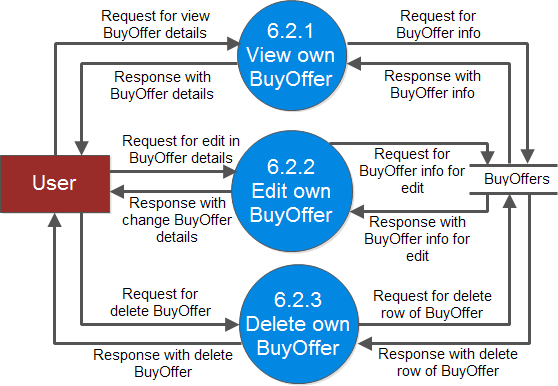 Request for view
BuyOffer details
6.2.1
View own
BuyOffer
Request for
BuyOffer info
Response with
BuyOffer details
Response with
BuyOffer info
Request for edit in
BuyOffer details
6.2.2
Edit own
BuyOffer
Request for
BuyOffer info for
edit
User
BuyOffers
Response with
change BuyOffer
details
Response with
BuyOffer info for
edit
Request for
delete BuyOffer
6.2.3
Delete own
BuyOffer
Request for delete
row of BuyOffer
Response with delete
BuyOffer
Response with delete
row of BuyOffer